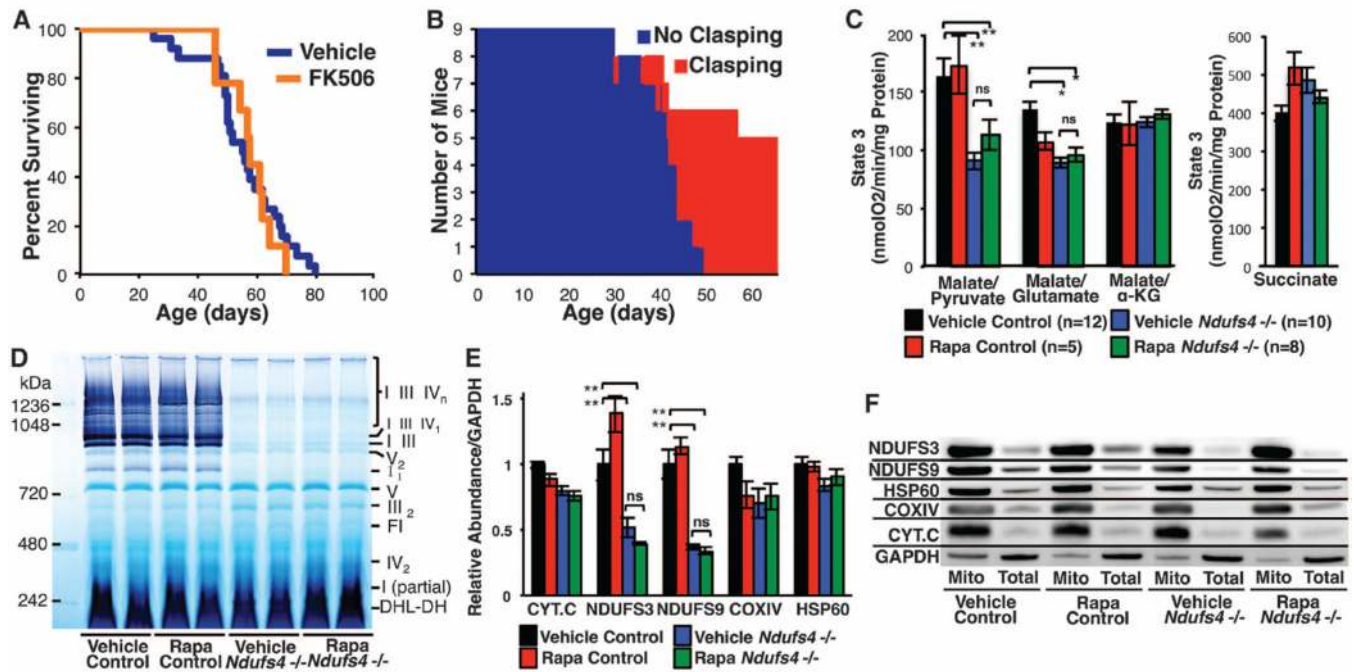 A
Percent Surviving
100
80
60
40
20
0
0 20 40 60 80 100
Age (days)
Vehicle
FK506
B
Number of Mice
9
8
7
6
5
4
3
2
1
0 10 20 30 40 50 60
Age (days)
No Clasping
Clasping
C
State 3
(nmolO2/min/mg Protein)
200
150
100
50
0
** **
ns
* *
ns
Malate/ Pyruvate
Malate/ Glutamate
Malate/ α-KG
State 3
(nmolO2/min/mg Protein)
600
500
400
300
200
100
0
Succinate
Vehicle Control (n=12)
Vehicle Ndufs4 -/- (n=10)
Rapa Control (n=5)
Rapa Ndufs4 -/- (n=8)
D
kDa
1236
1048
720
480
242
I III IVn
I III IV1
I III
V2
I1
V
III2
FI
IV2
I (partial)
DHL-DH
Vehicle Control
Rapa Control
Vehicle Ndufs4 -/-
Rapa Ndufs4 -/-
E
Relative Abundance/GAPDH
1.5
1
0.5
0
**
**
ns
**
**
ns
CYT.C NDUFS3 NDUFS9 COXIV HSP60
Vehicle Control
Vehicle Ndufs4 -/-
Rapa Control
Rapa Ndufs4 -/-
F
NDUFS3
NDUFS9
HSP60
COXIV
CYT.C
GAPDH
Mito Total Mito Total Mito Total Mito Total
Vehicle Control
Rapa Control
Vehicle Ndufs4 -/-
Rapa Ndufs4 -/-